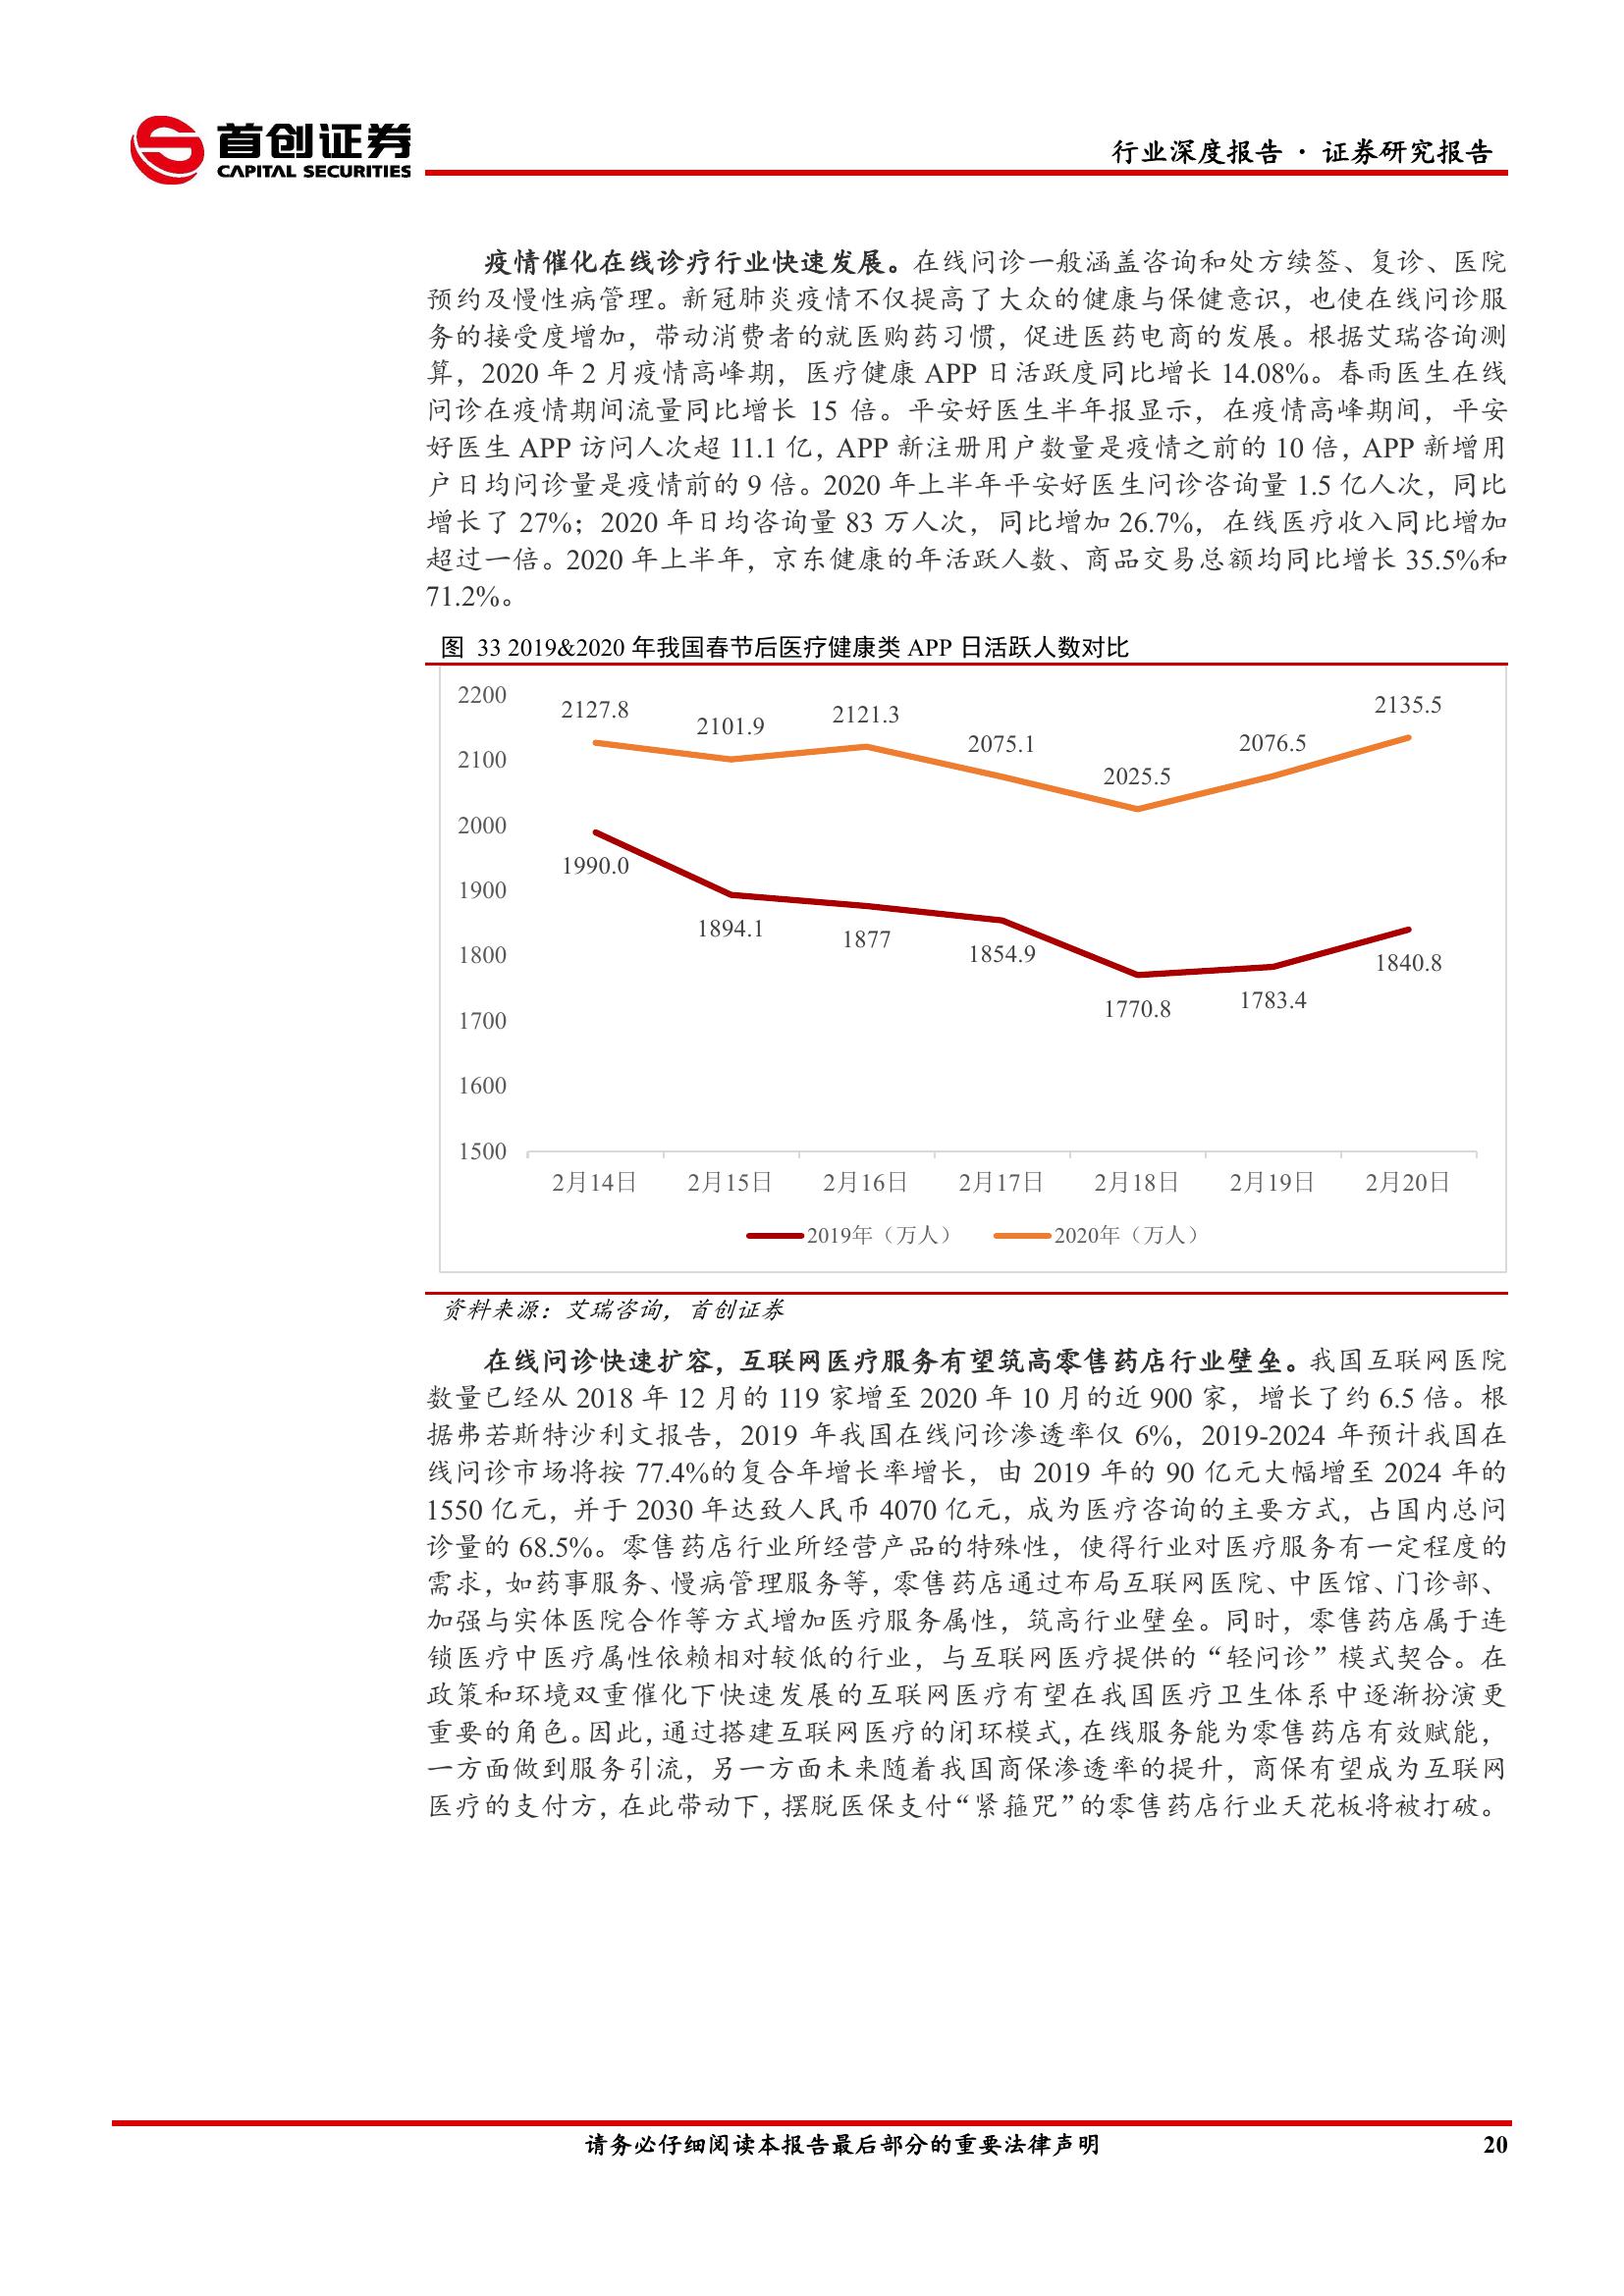 首创证券
CAPITAL SECURITIES
行业深度报告 · 证券研究报告
疫情催化在线诊疗行业快速发展。在线问诊一般涵盖咨询和处方续签、复诊、医院
预约及慢性病管理。新冠肺炎疫情不仅提高了大众的健康与保健意识，也使在线问诊服
务的接受度增加，带动消费者的就医购药习惯，促进医药电商的发展。根据艾瑞咨询测
算，2020 年 2 月疫情高峰期，医疗健康 APP 日活跃度同比增长 14.08%。春雨医生在线
问诊在疫情期间流量同比增长 15 倍。平安好医生半年报显示，在疫情高峰期间，平安
好医生 APP 访问人次超 11.1 亿，APP 新注册用户数量是疫情之前的 10 倍，APP 新增用
户日均问诊量是疫情前的 9 倍。2020 年上半年平安好医生问诊咨询量 1.5 亿人次，同比
增长了 27%；2020 年日均咨询量 83 万人次，同比增加 26.7%，在线医疗收入同比增加
超过一倍。2020 年上半年，京东健康的年活跃人数、商品交易总额均同比增长 35.5%和
71.2%。
图 33 2019&2020 年我国春节后医疗健康类 APP 日活跃人数对比
2200
2100
2000
1900
1800
1700
1600
1500
2127.8
2101.9
2121.3
2075.1
2025.5
2076.5
2135.5
1990.0
1894.1
1877
1854.9
1770.8
1783.4
1840.8
2月14日 2月15日 2月16日 2月17日 2月18日 2月19日 2月20日
2019年（万人） 2020年（万人）
资料来源：艾瑞咨询，首创证券
在线问诊快速扩容，互联网医疗服务有望筑高零售药店行业壁垒。我国互联网医院
数量已经从 2018 年 12 月的 119 家增至 2020 年 10 月的近 900 家，增长了约 6.5 倍。根
据弗若斯特沙利文报告，2019 年我国在线问诊渗透率仅 6%，2019-2024 年预计我国在
线问诊市场将按 77.4%的复合年增长率增长，由 2019 年的 90 亿元大幅增至 2024 年的
1550 亿元，并于 2030 年达致人民币 4070 亿元，成为医疗咨询的主要方式，占国内总问
诊量的 68.5%。零售药店行业所经营产品的特殊性，使得行业对医疗服务有一定程度的
需求，如药事服务、慢病管理服务等，零售药店通过布局互联网医院、中医馆、门诊部、
加强与实体医院合作等方式增加医疗服务属性，筑高行业壁垒。同时，零售药店属于连
锁医疗中医疗属性依赖相对较低的行业，与互联网医疗提供的“轻问诊”模式契合。在
政策和环境双重催化下快速发展的互联网医疗有望在我国医疗卫生体系中逐渐扮演更
重要的角色。因此，通过搭建互联网医疗的闭环模式，在线服务能为零售药店有效赋能，
一方面做到服务引流，另一方面未来随着我国商保渗透率的提升，商保有望成为互联网
医疗的支付方，在此带动下，摆脱医保支付“紧箍咒”的零售药店行业天花板将被打破。
请务必仔细阅读本报告最后部分的重要法律声明
20